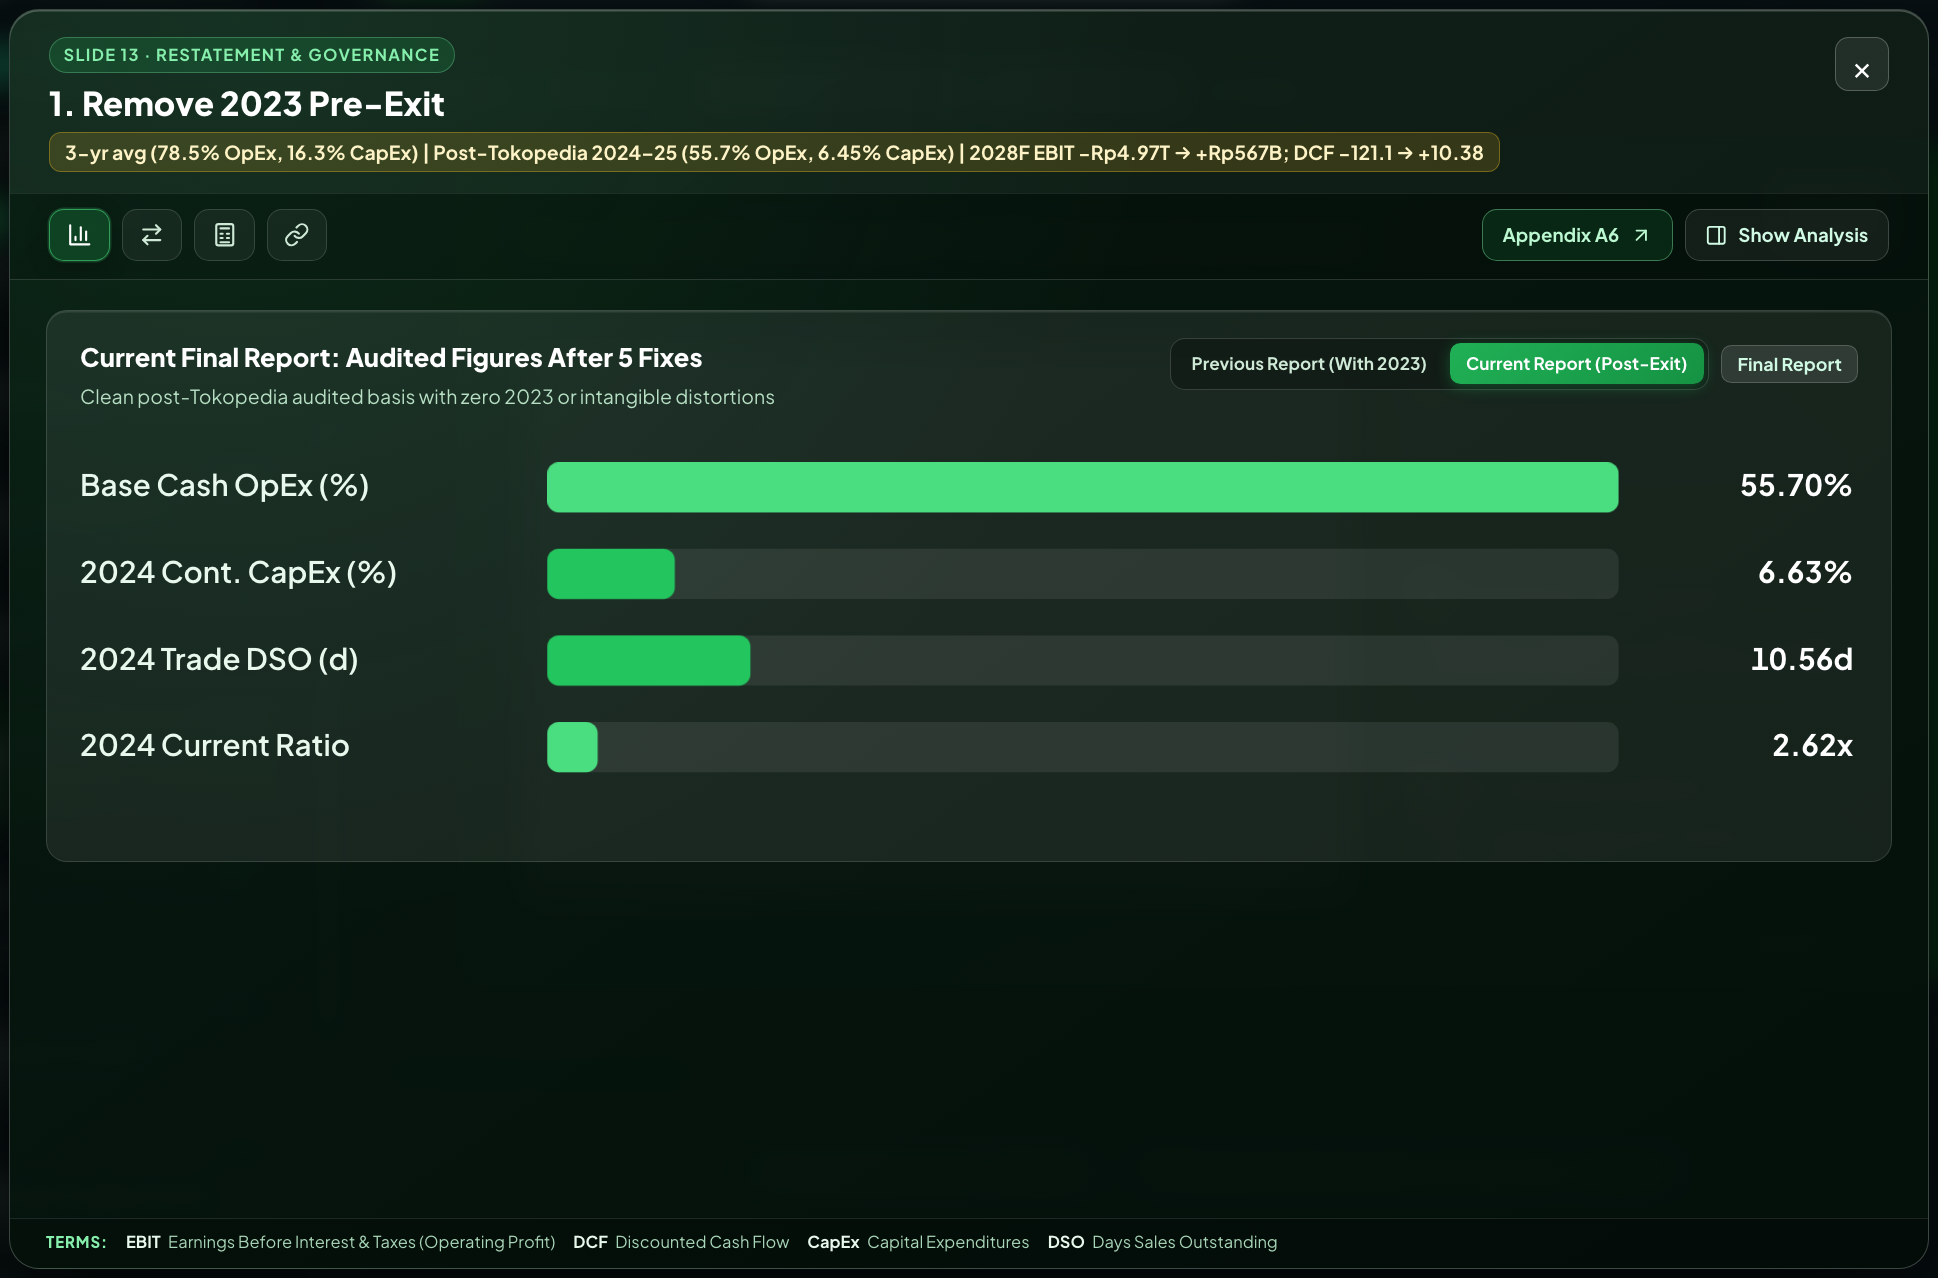 SLIDE 13 · RESTATEMENT & GOVERNANCE
1. Remove 2023 Pre-Exit
3-yr avg (78.5% OpEx, 16.3% CapEx) | Post-Tokopedia 2024-25 (55.7% OpEx, 6.45% CapEx) | 2028F EBIT -Rp4.97T → +Rp567B; DCF -121.1 → +10.38
Appendix A6
Show Analysis
Current Final Report: Audited Figures After 5 Fixes
Clean post-Tokopedia audited basis with zero 2023 or intangible distortions
Previous Report (With 2023)
Current Report (Post-Exit)
Final Report
Base Cash OpEx (%) 55.70%
2024 Cont. CapEx (%) 6.63%
2024 Trade DSO (d) 10.56d
2024 Current Ratio 2.62x
TERMS: EBIT Earnings Before Interest & Taxes (Operating Profit) DCF Discounted Cash Flow CapEx Capital Expenditures DSO Days Sales Outstanding